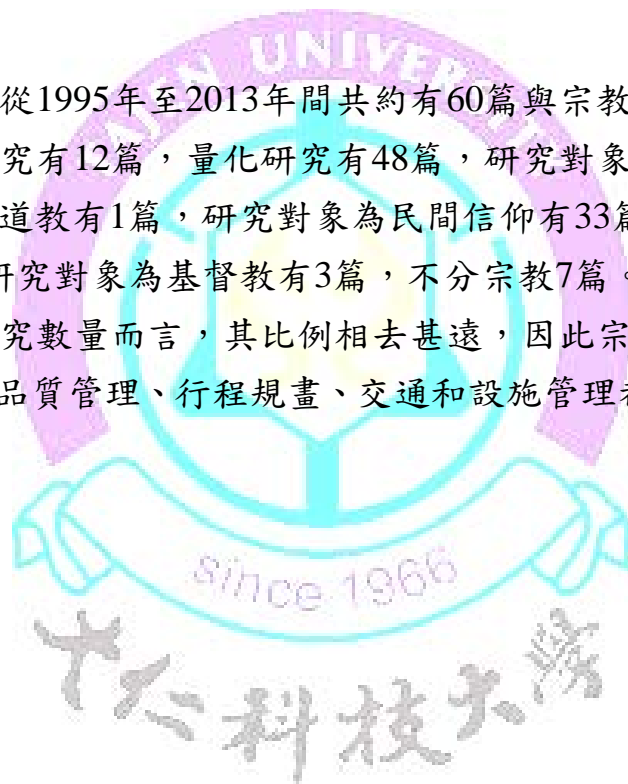 TAJEN UNIVERSITY
從1995年至2013年間共約有60篇與宗教
究有12篇，量化研究有48篇，研究對象
道教有1篇，研究對象為民間信仰有33篇
研究對象為基督教有3篇，不分宗教7篇。
究數量而言，其比例相去甚遠，因此宗
品質管理、行程規畫、交通和設施管理
since 1966
大仁科技大學